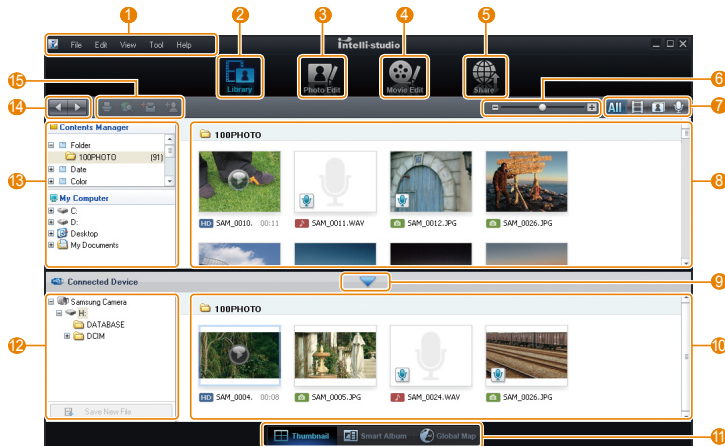 1
2
3
4
5
File Edit View Tool Help
intelli-studio
Library
Photo Edit
Movie Edit
Share
15
6
14
All
7
Contents Manager
Folder
100PHOTO (91)
Date
Color
13
My Computer
C:
D:
Desktop
My Documents
100PHOTO
8
HD SAM_0010. 00:11
SAM_0011.WAV
SAM_0012.JPG
SAM_0026.JPG
Connected Device
9
Samsung Camera
H:
DATABASE
DCIM
12
Save New File
100PHOTO
10
HD SAM_0004. 00:08
SAM_0005.JPG
SAM_0024.WAV
SAM_0026.JPG
Thumbnail
Smart Album
Global Map
11